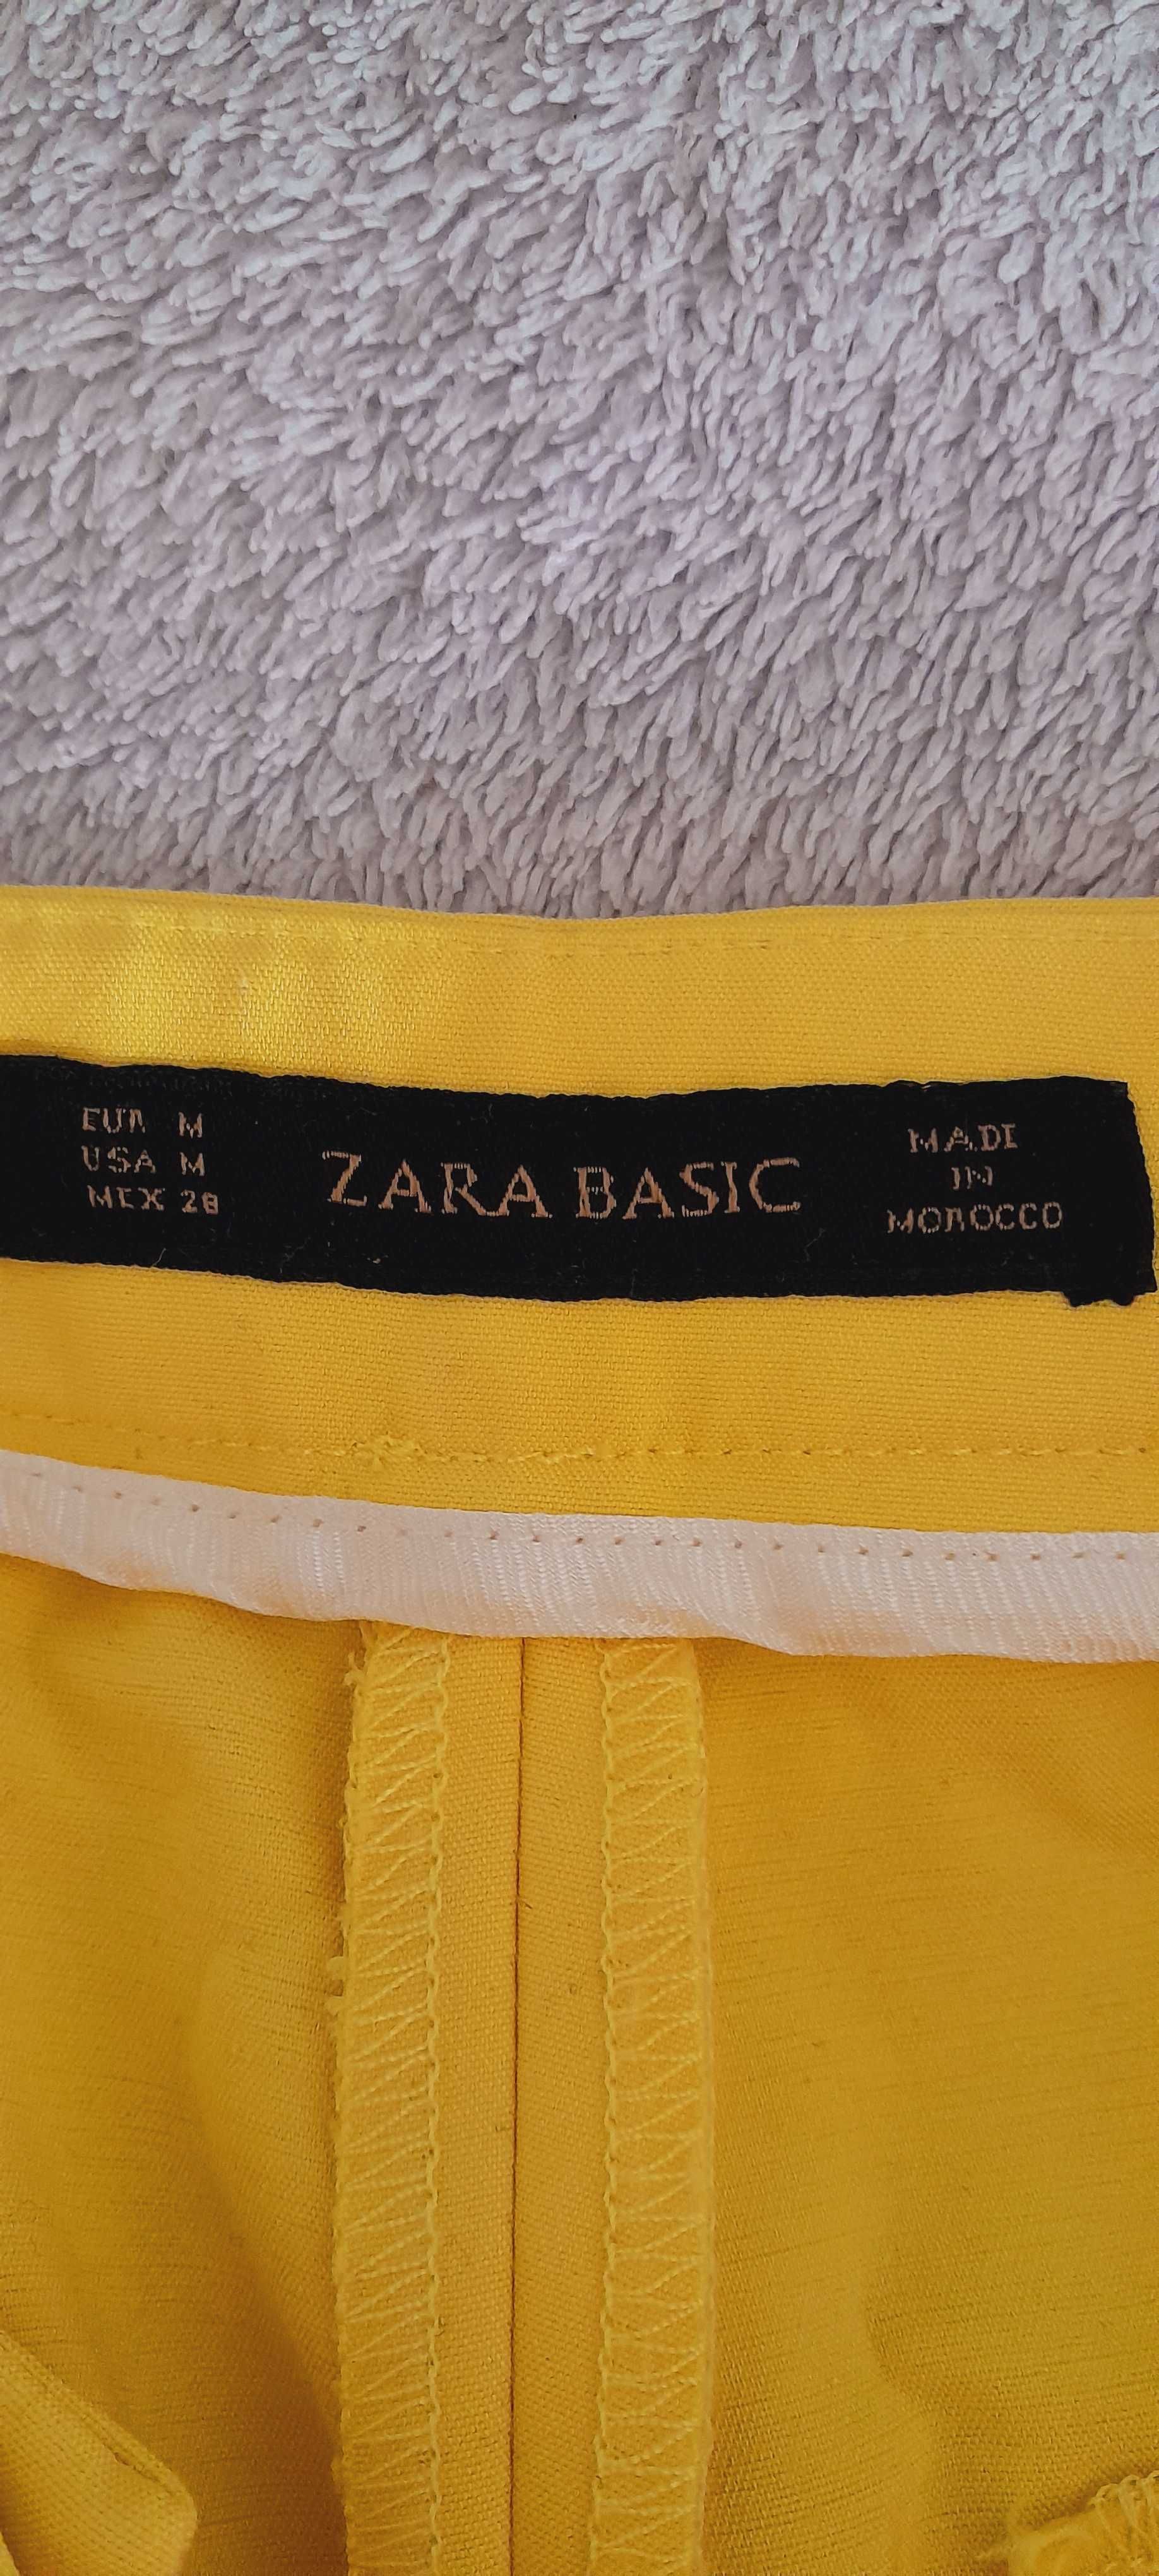 EUR M
USA M
MEX 28
ZARA BASIC
MADE
IN
MOROCCO